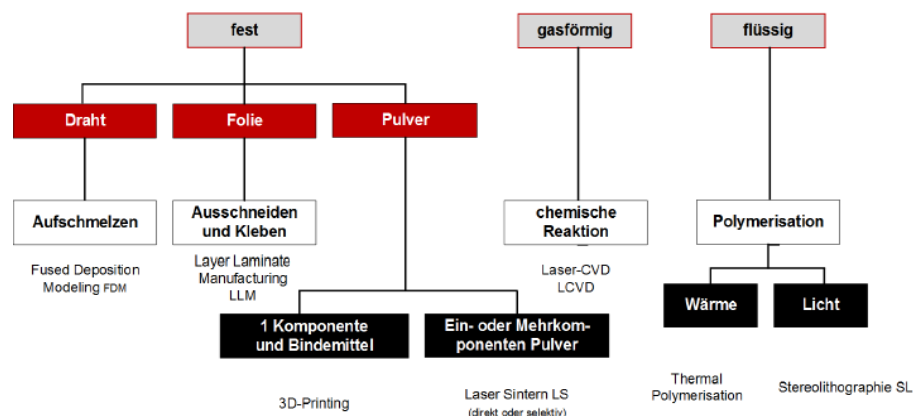 fest
gasförmig
flüssig
Draht
Folie
Pulver
Aufschmelzen
Ausschneiden
und Kleben
chemische
Reaktion
Polymerisation
Fused Deposition
Modeling FDM
Layer Laminate
Manufacturing
LLM
Laser-CVD
LCVD
Wärme
Licht
1 Komponente
und Bindemittel
Ein- oder Mehrkom-
ponenten Pulver
3D-Printing
Laser Sintern LS
(direkt oder selektiv)
Thermal
Polymerisation
Stereolithographie SL